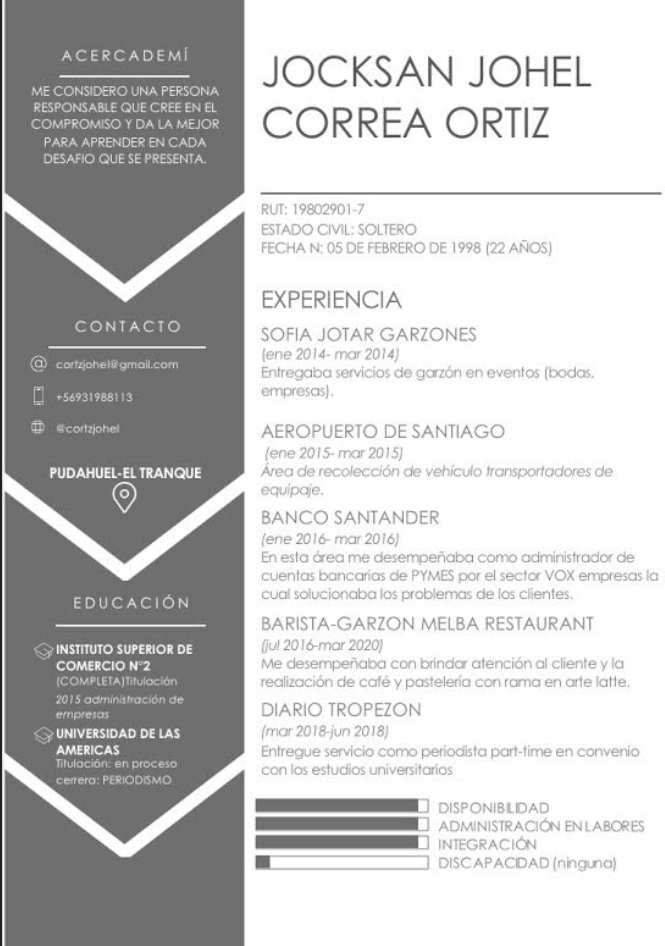 ACERCADEMÍ
ME CONSIDERO UNA PERSONA
RESPONSABLE QUE CREE EN EL
COMPROMISO Y DA LA MEJOR
PARA APRENDER EN CADA
DESAFIO QUE SE PRESENTA.
CONTACTO
cortzjohel@gmail.com
+56931988113
@cortzjohel
PUDAHUEL-EL TRANQUE
EDUCACIÓN
INSTITUTO SUPERIOR DE
COMERCIO N°2
(COMPLETA)Titulación
2015 administración de
empresas
UNIVERSIDAD DE LAS
AMERICAS
Titulación: en proceso
cerrera: PERIODISMO
JOCKSAN JOHEL
CORREA ORTIZ
RUT: 19802901-7
ESTADO CIVIL: SOLTERO
FECHA N: 05 DE FEBRERO DE 1998 (22 AÑOS)
EXPERIENCIA
SOFIA JOTAR GARZONES
(ene 2014- mar 2014)
Entregaba servicios de garzón en eventos (bodas,
empresas).
AEROPUERTO DE SANTIAGO
(ene 2015- mar 2015)
Área de recolección de vehículo transportadores de
equipaje.
BANCO SANTANDER
(ene 2016- mar 2016)
En esta área me desempeñaba como administrador de
cuentas bancarias de PYMES por el sector VOX empresas la
cual solucionaba los problemas de los clientes.
BARISTA-GARZON MELBA RESTAURANT
(jul 2016-mar 2020)
Me desempeñaba con brindar atención al cliente y la
realización de café y pastelería con rama en arte latte.
DIARIO TROPEZON
(mar 2018-jun 2018)
Entregue servicio como periodista part-time en convenio
con los estudios universitarios
DISPONIBILIDAD
ADMINISTRACIÓN EN LABORES
INTEGRACIÓN
DISCAPACIDAD (ninguna)